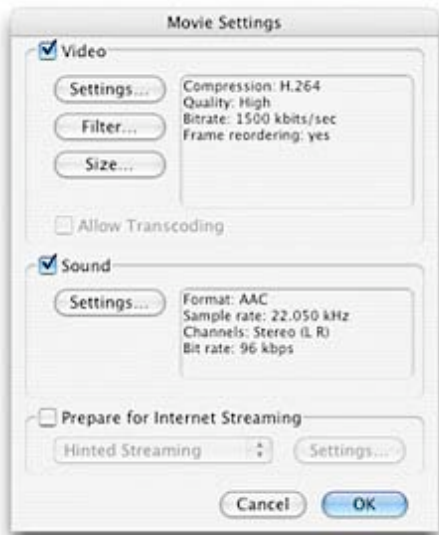 Movie Settings
Video
Settings...
Filter...
Size...
Compression: H.264
Quality: High
Bitrate: 1500 kbits/sec
Frame reordering: yes
Allow Transcoding
Sound
Settings...
Format: AAC
Sample rate: 22.050 kHz
Channels: Stereo (L R)
Bit rate: 96 kbps
Prepare for Internet Streaming
Hinted Streaming
Settings...
Cancel
OK